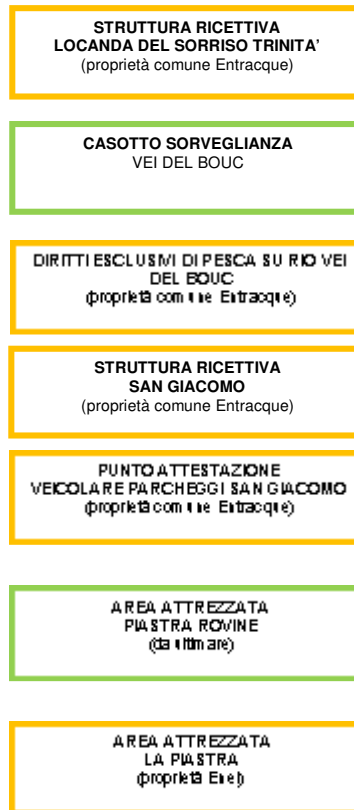 STRUTTURA RICETTIVA
LOCANDA DEL SORRISO TRINITA'
(proprietà comune Entracque)
CASOTTO SORVEGLIANZA
VEI DEL BOUC
DIRITTI ESCLUSIVI DI PESCA SU RIO VEI
DEL BOUC
(proprietà comune Entracque)
STRUTTURA RICETTIVA
SAN GIACOMO
(proprietà comune Entracque)
PUNTO ATTESTAZIONE
VEICOLARE PARCHEGGI SAN GIACOMO
(proprietà comune Entracque)
AREA ATTREZZATA
PIASTRA ROVINE
(da ultimare)
AREA ATTREZZATA
LA PIASTRA
(proprietà Enel)